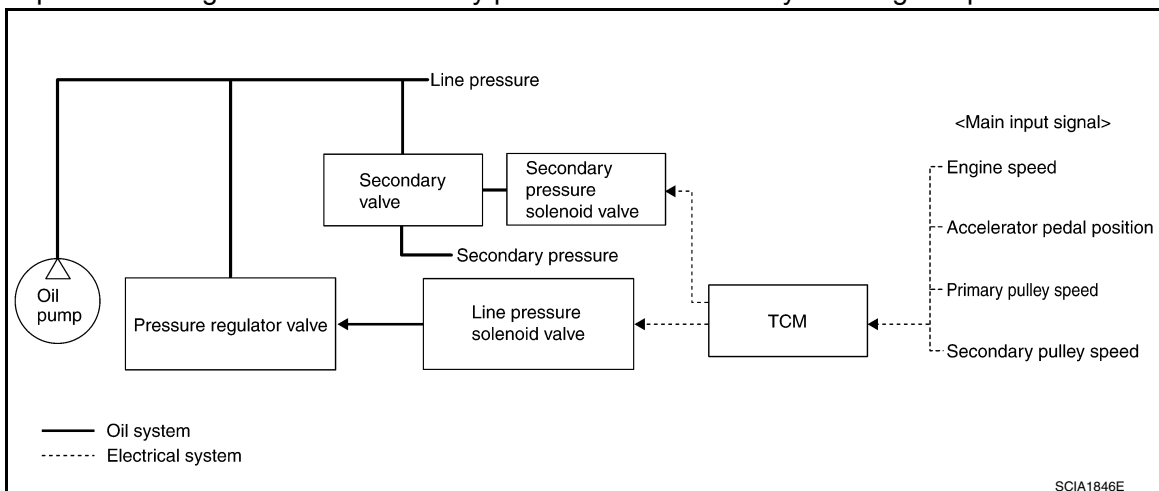 Line pressure
<Main input signal>
Secondary
valve
Secondary
pressure
solenoid valve
Engine speed
Accelerator pedal position
Secondary pressure
Oil
pump
Pressure regulator valve
Line pressure
solenoid valve
TCM
Primary pulley speed
Secondary pulley speed
Oil system
Electrical system
SCIA1846E